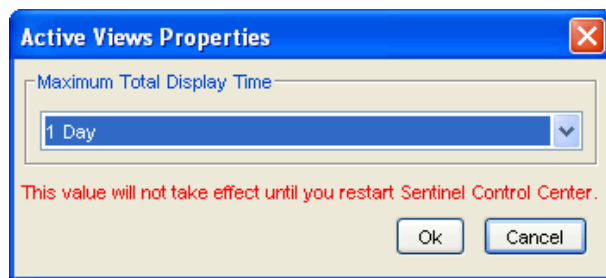 Active Views Properties
Maximum Total Display Time
1 Day
This value will not take effect until you restart Sentinel Control Center.
Ok
Cancel